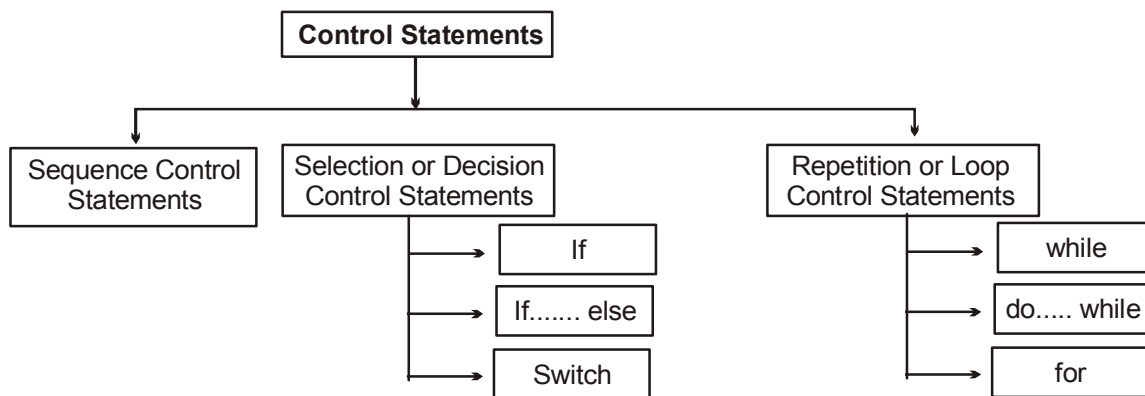 Control Statements
Sequence Control
Statements
Selection or Decision
Control Statements
If
If....... else
Switch
Repetition or Loop
Control Statements
while
do..... while
for